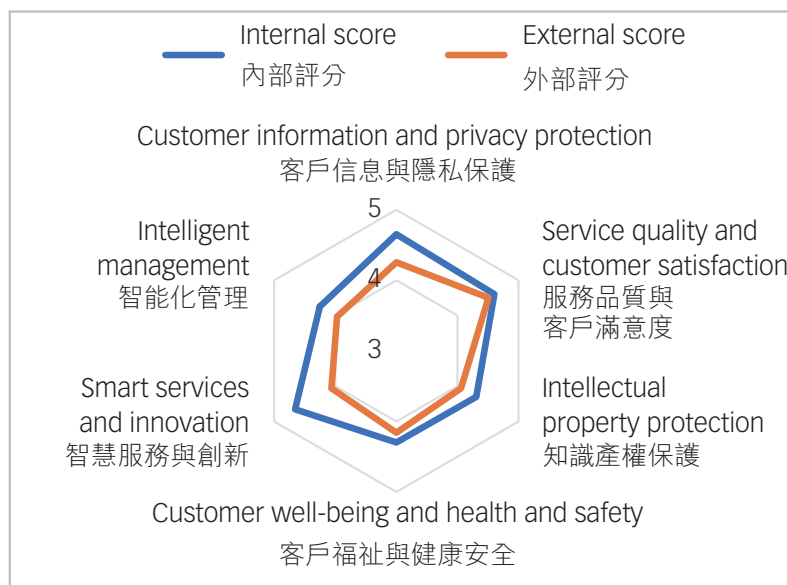 Internal score
內部評分
External score
外部評分
Customer information and privacy protection
客戶信息與隱私保護
5
4
3
Intelligent
management
智能化管理
Service quality and
customer satisfaction
服務品質與
客戶滿意度
Smart services
and innovation
智慧服務與創新
Intellectual
property protection
知識產權保護
Customer well-being and health and safety
客戶福祉與健康安全